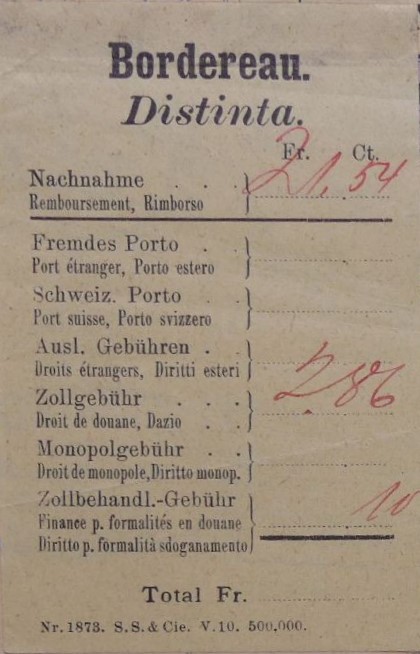 Bordereau.
Distinta.
Fr. Ct.
Nachnahme . . . } 21.54
Remboursement, Rimborso
Fremdes Porto . . }
Port étranger, Porto estero
Schweiz. Porto . . }
Port suisse, Porto svizzero
Ausl. Gebühren . . }
Droits étrangers, Diritti esteri
Zollgebühr . . . } 2.86
Droit de douane, Dazio . .
Monopolgebühr . . }
Droit de monopole, Diritto monop.
Zollbehandl.-Gebühr } 10
Finance p. formalités en douane
Diritto p. formalità sdoganamento
Total Fr.
Nr. 1873. S. S. & Cie. V. 10. 500.000.